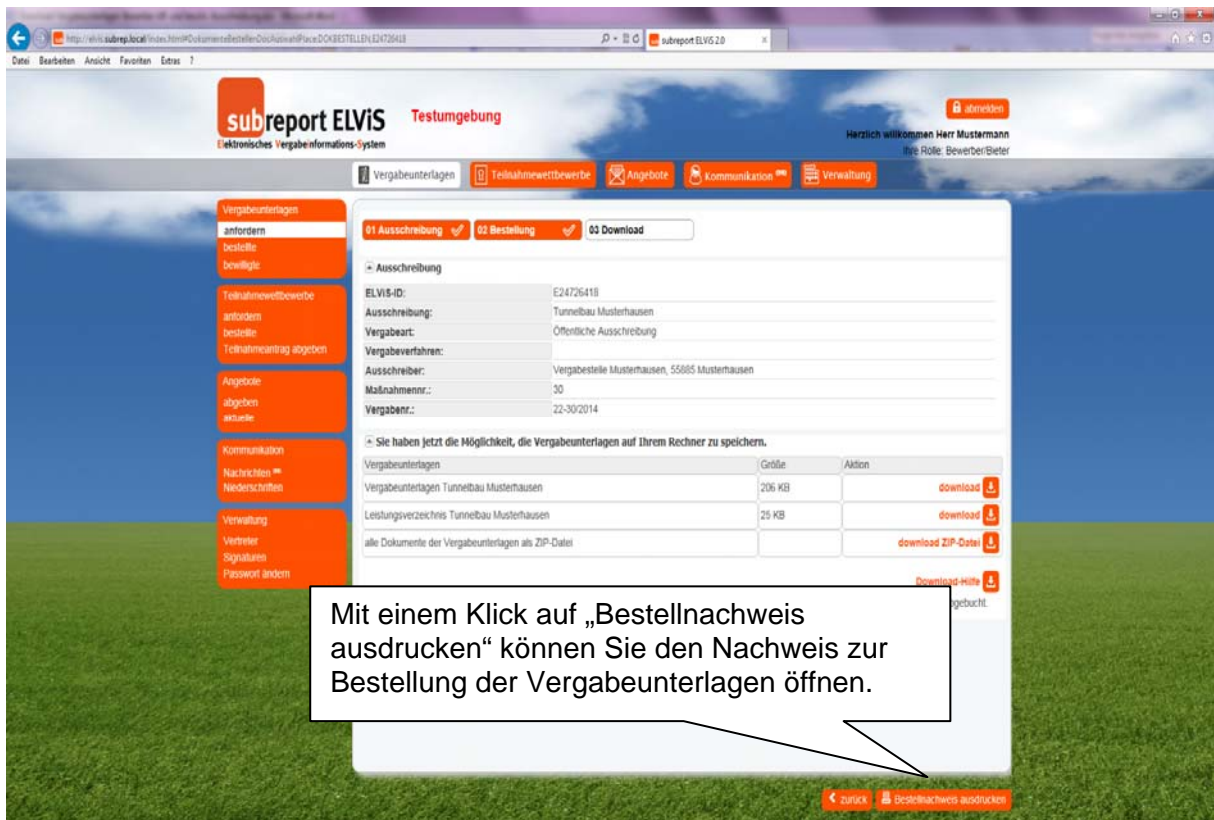 subreport ELViS 2.0
Datei Bearbeiten Ansicht Favoriten Extras ?
subreport ELViS
Elektronisches Vergabeinformations-System
Testumgebung
abmelden
Herzlich willkommen Herr Mustermann
Ihre Rolle: Bewerber/Bieter
Vergabeunterlagen Teilnahmewettbewerbe Angebote Kommunikation Verwaltung
Vergabeunterlagen
anfordern
bestellte
bewilligte
Teilnahmewettbewerbe
anfordern
bestellte
Teilnahmeantrag abgeben
Angebote
abgeben
aktuelle
Kommunikation
Nachrichten
Niederschriften
Verwaltung
Vertreter
Signaturen
Passwort ändern
01 Ausschreibung 02 Bestellung 03 Download
Ausschreibung
ELViS-ID: E24726418
Ausschreibung: Tunnelbau Musterhausen
Vergabeart: Öffentliche Ausschreibung
Vergabeverfahren:
Ausschreiber: Vergabestelle Musterhausen, 55885 Musterhausen
Maßnahmennr.: 30
Vergabenr.: 22-30/2014
Sie haben jetzt die Möglichkeit, die Vergabeunterlagen auf Ihrem Rechner zu speichern.
Vergabeunterlagen Größe Aktion
Vergabeunterlagen Tunnelbau Musterhausen 206 KB download
Leistungsverzeichnis Tunnelbau Musterhausen 25 KB download
alle Dokumente der Vergabeunterlagen als ZIP-Datei download ZIP-Datei
Download-Hilfe
Mit einem Klick auf „Bestellnachweis
ausdrucken“ können Sie den Nachweis zur
Bestellung der Vergabeunterlagen öffnen.
zurück Bestellnachweis ausdrucken